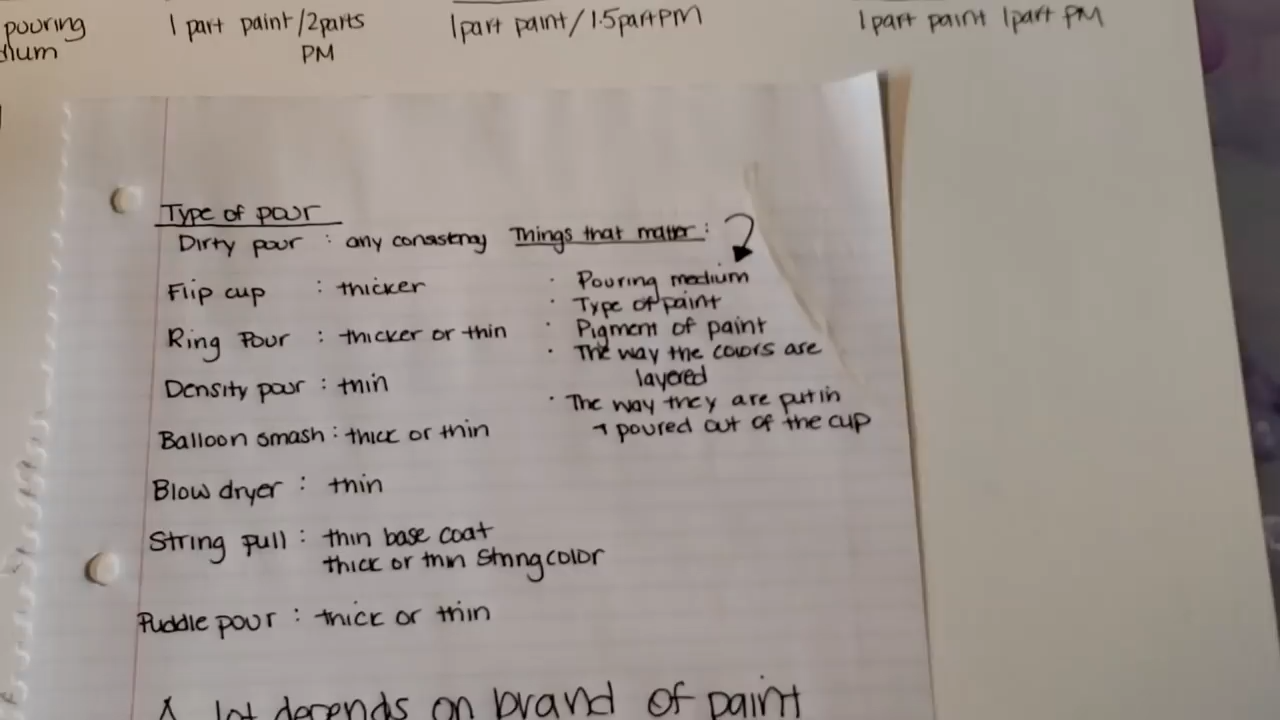 pouring
1 part paint/2parts
PM
1part paint/1.5partPM
1 part paint 1part PM
Type of pour
Dirty pour : any consistency
Things that matter:
Flip cup : thicker
· Pouring medium
· Type of paint
Ring Pour : thicker or thin
· Pigment of paint
· The way the colors are
layered
Density pour : thin
· The way they are put in
+ poured out of the cup
Balloon smash : thick or thin
Blow dryer : thin
String pull : thin base coat
thick or thin String color
Puddle pour : thick or thin
A lot depends on brand of paint